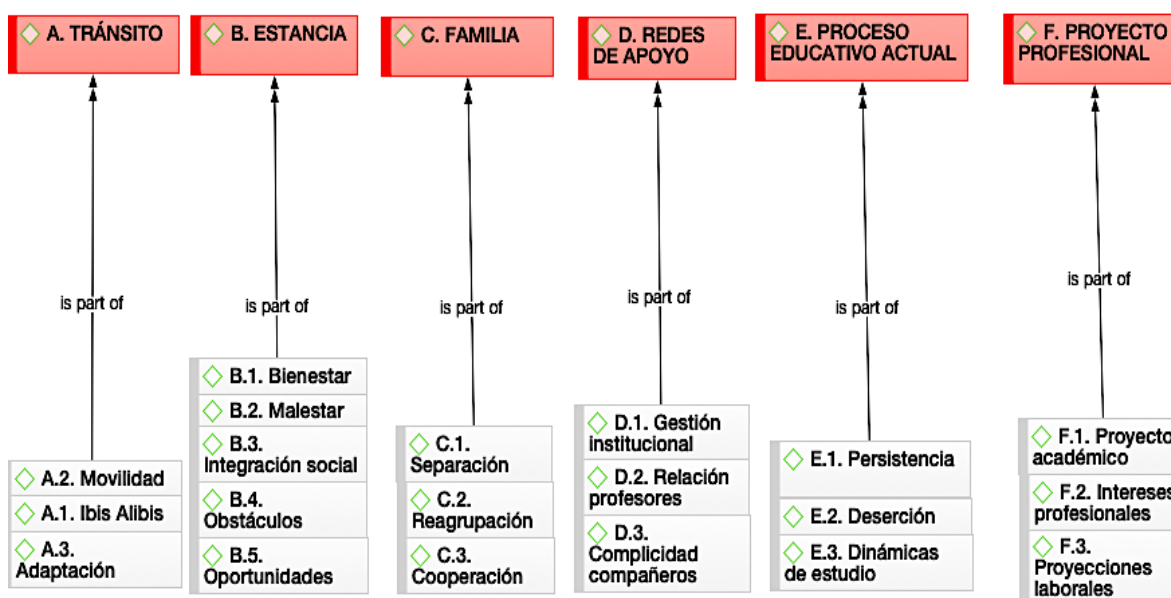 A. TRÁNSITO
B. ESTANCIA
C. FAMILIA
D. REDES
DE APOYO
E. PROCESO
EDUCATIVO ACTUAL
F. PROYECTO
PROFESIONAL
is part of
is part of
is part of
is part of
is part of
is part of
A.2. Movilidad
A.1. Ibis Alibis
A.3.
Adaptación
B.1. Bienestar
B.2. Malestar
B.3.
Integración social
B.4.
Obstáculos
B.5.
Oportunidades
C.1.
Separación
C.2.
Reagrupación
C.3.
Cooperación
D.1. Gestión
institucional
D.2. Relación
profesores
D.3.
Complicidad
compañeros
E.1. Persistencia
E.2. Deserción
E.3. Dinámicas
de estudio
F.1. Proyecto
académico
F.2. Intereses
profesionales
F.3.
Proyecciones
laborales